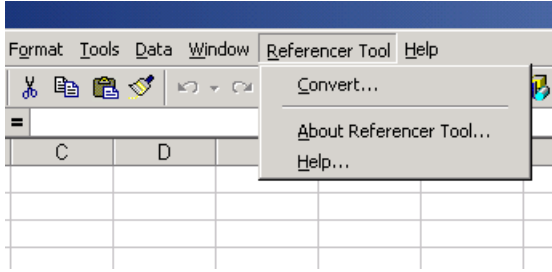 Format Tools Data Window Referencer Tool Help
Convert...
=
About Referencer Tool...
C D
Help...